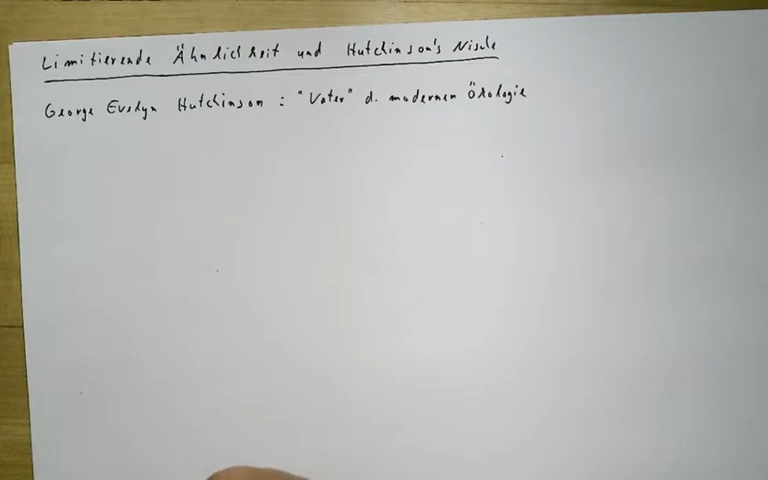 Limitierende Ähnlichkeit und Hutchinson's Nische
George Evelyn Hutchinson : "Vater" d. modernen Ökologie